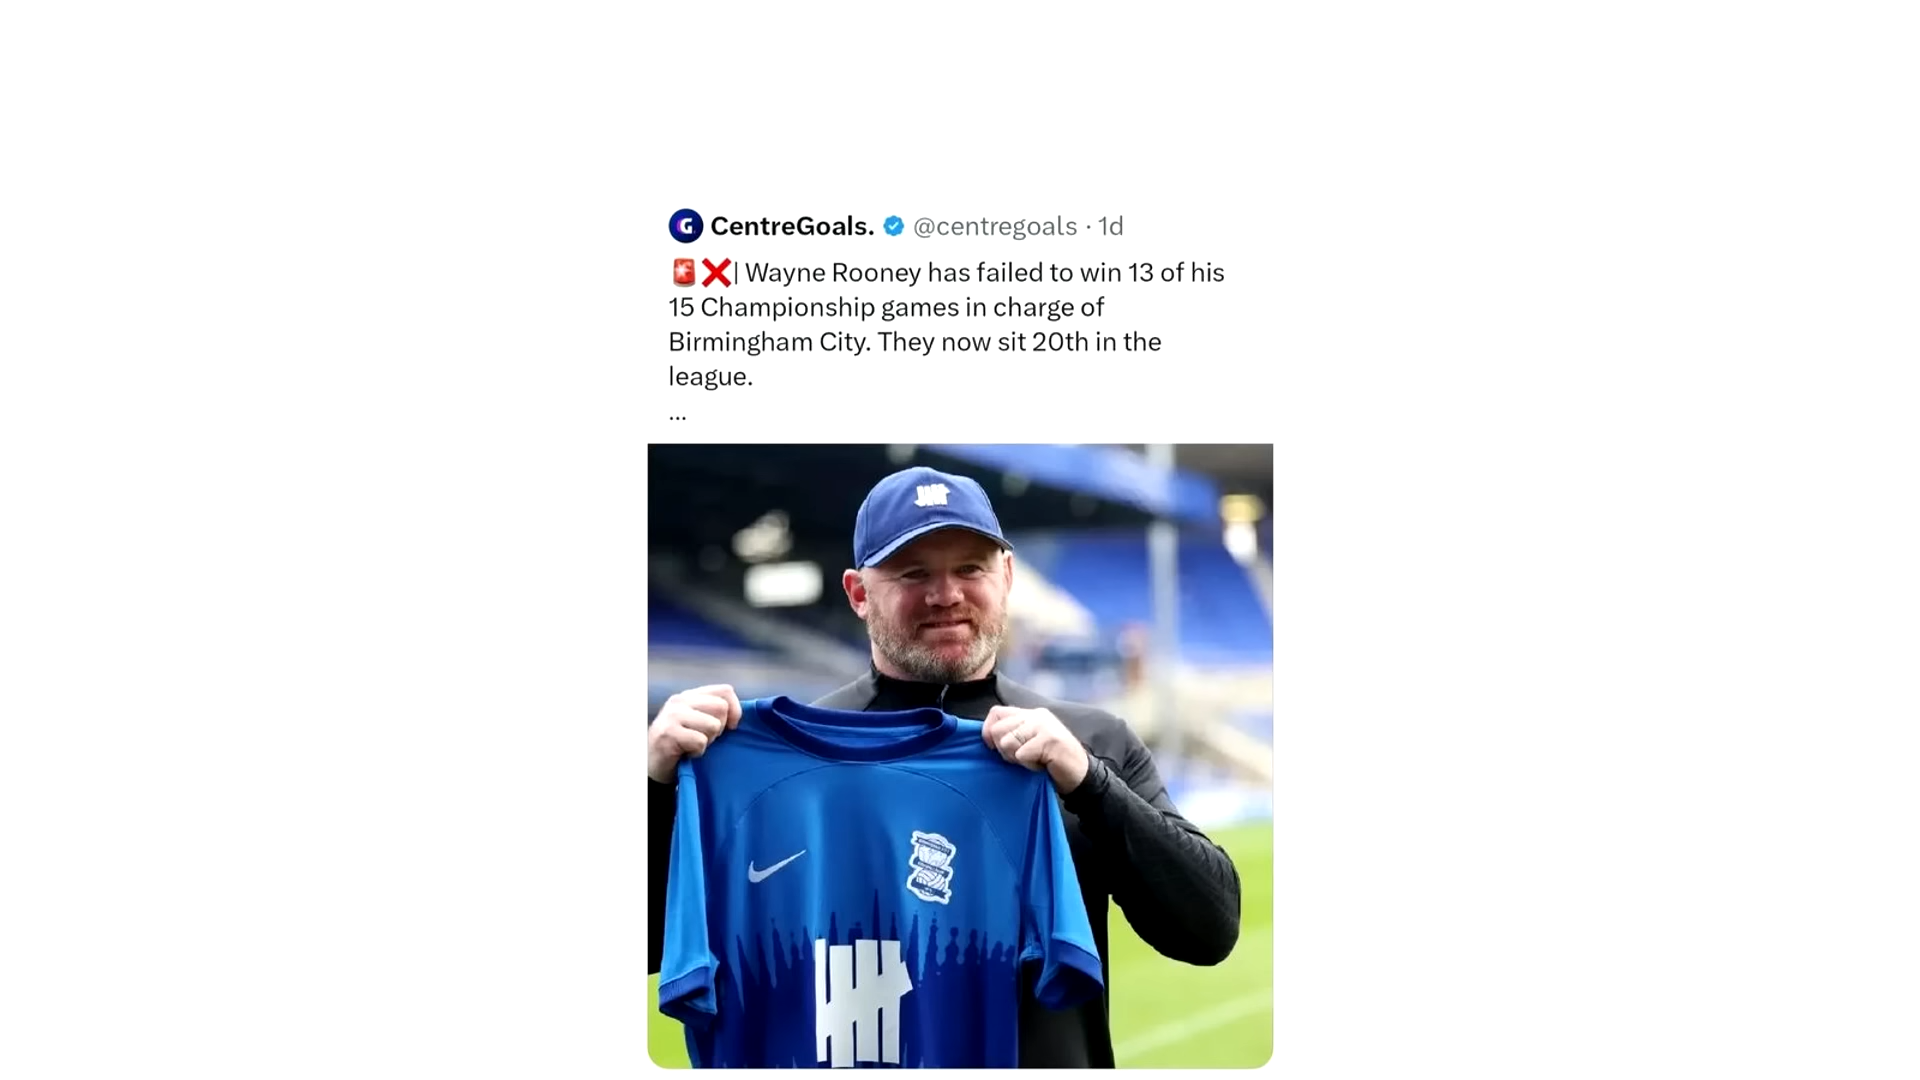 CentreGoals. @centregoals · 1d
🚨❌| Wayne Rooney has failed to win 13 of his
15 Championship games in charge of
Birmingham City. They now sit 20th in the
league.
...